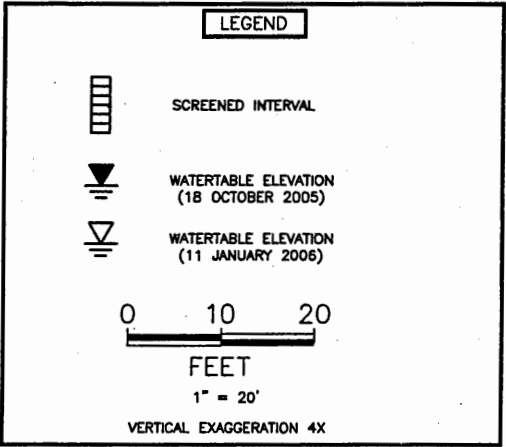 LEGEND
SCREENED INTERVAL
WATERTABLE ELEVATION
(18 OCTOBER 2005)
WATERTABLE ELEVATION
(11 JANUARY 2006)
0 10 20
FEET
1" = 20'
VERTICAL EXAGGERATION 4X